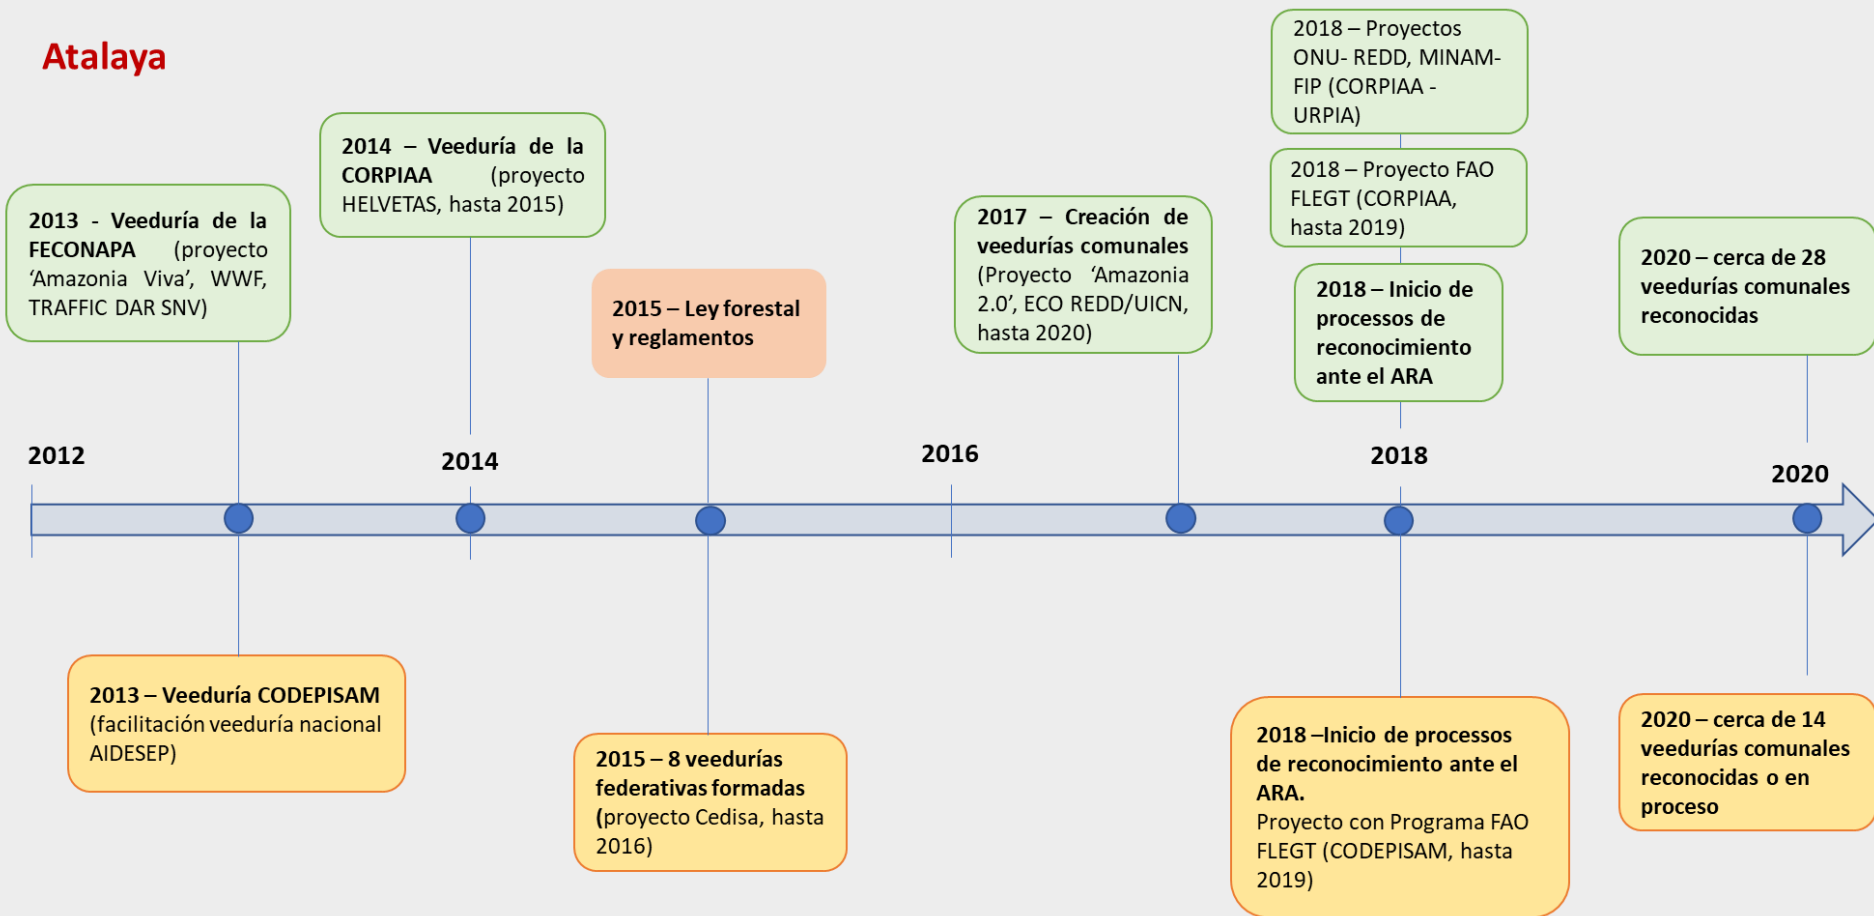 Atalaya
2013 - Veeduría de la
FECONAPA (proyecto
‘Amazonia Viva’, WWF,
TRAFFIC DAR SNV)
2014 – Veeduría de la
CORPIAA (proyecto
HELVETAS, hasta 2015)
2015 – Ley forestal
y reglamentos
2017 – Creación de
veedurías comunales
(Proyecto ‘Amazonia
2.0’, ECO REDD/UICN,
hasta 2020)
2018 – Proyectos
ONU- REDD, MINAM-
FIP (CORPIAA -
URPIA)
2018 – Proyecto FAO
FLEGT (CORPIAA,
hasta 2019)
2018 – Inicio de
procesos de
reconocimiento
ante el ARA
2020 – cerca de 28
veedurías comunales
reconocidas
2012
2014
2016
2018
2020
2013 – Veeduría CODEPISAM
(facilitación veeduría nacional
AIDESEP)
2015 – 8 veedurías
federativas formadas
(proyecto Cedisa, hasta
2016)
2018 –Inicio de procesos
de reconocimiento ante el
ARA.
Proyecto con Programa FAO
FLEGT (CODEPISAM, hasta
2019)
2020 – cerca de 14
veedurías comunales
reconocidas o en
proceso